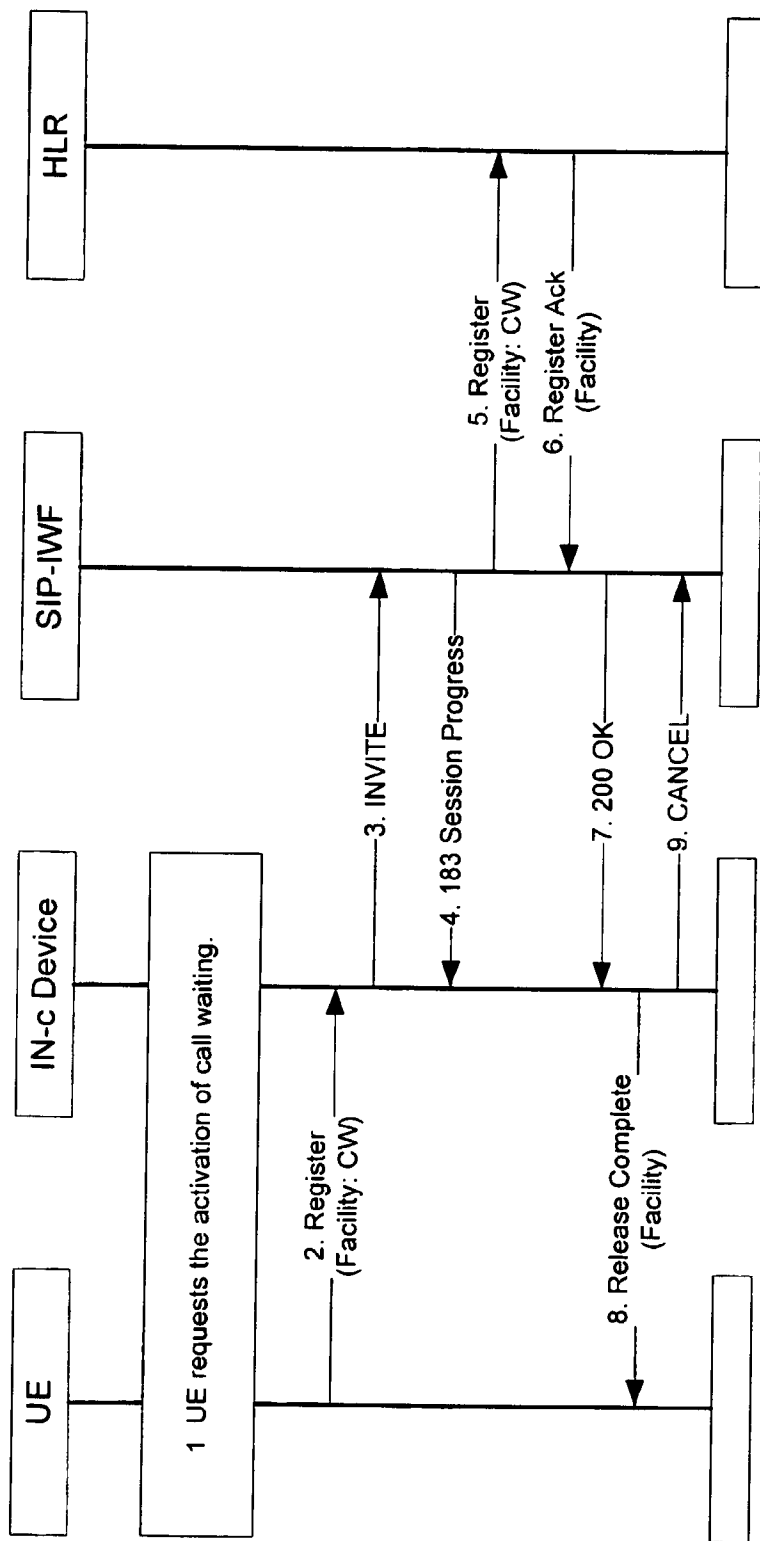 UE
IN-c Device
SIP-IWF
HLR
1 UE requests the activation of call waiting.
2. Register
(Facility: CW)
3. INVITE
4. 183 Session Progress
5. Register
(Facility: CW)
6. Register Ack
(Facility)
7. 200 OK
8. Release Complete
(Facility)
9. CANCEL